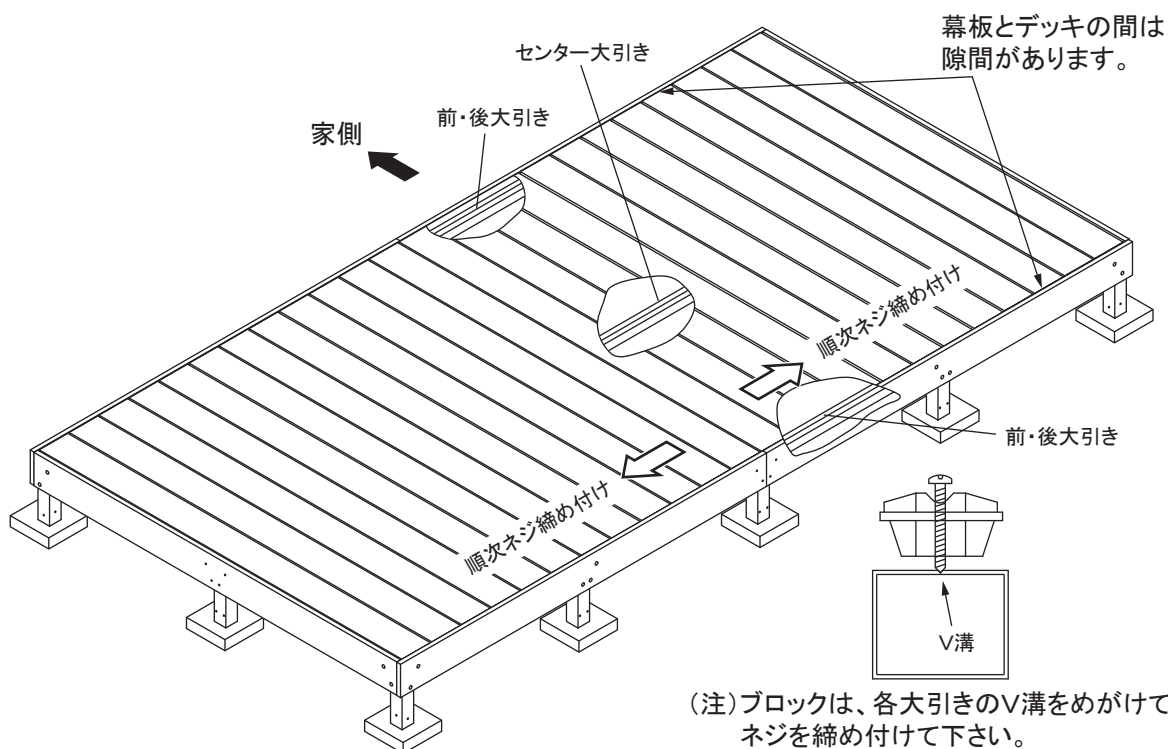 幕板とデッキの間は
隙間があります。
センター大引き
前・後大引き
家側
順次ネジ締め付け
前・後大引き
順次ネジ締め付け
V溝
(注)ブロックは、各大引きのV溝をめがけて
ネジを締め付けて下さい。